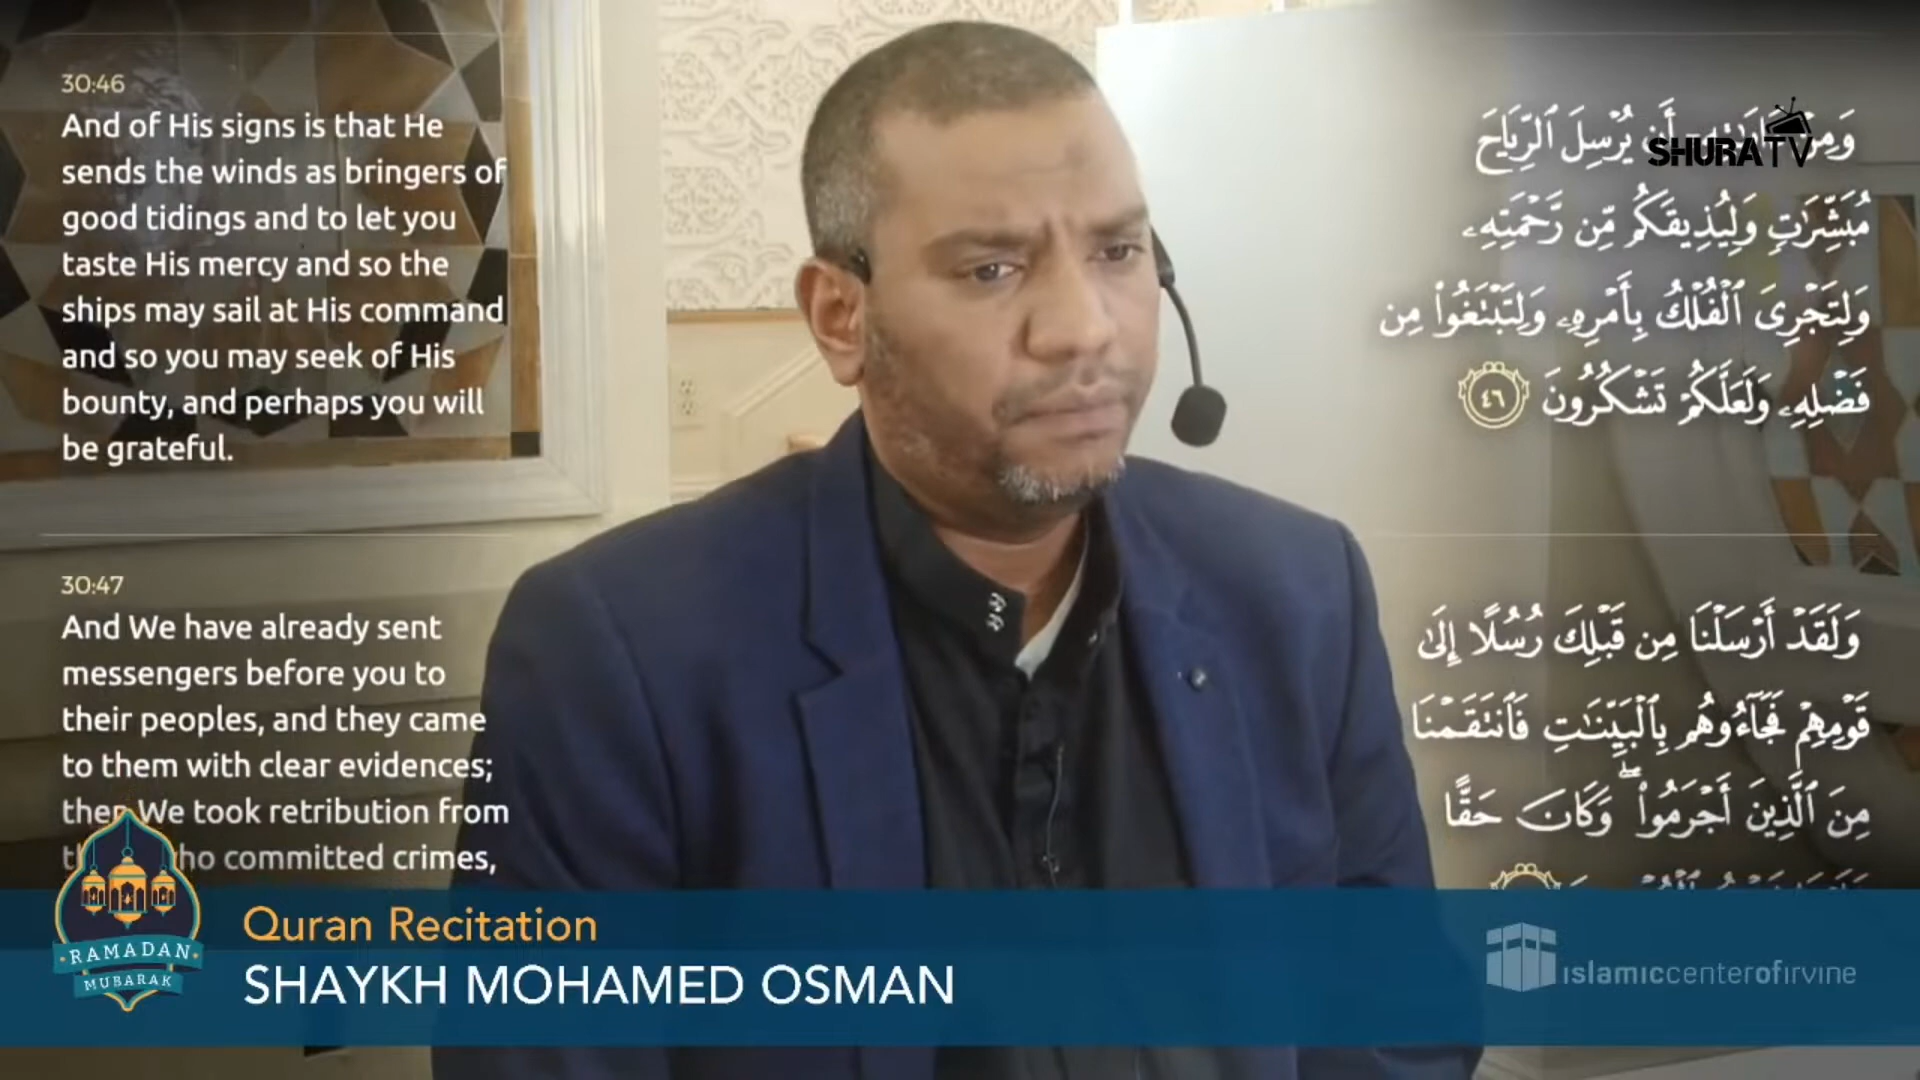 30:46
And of His signs is that He
sends the winds as bringers of
good tidings and to let you
taste His mercy and so the
ships may sail at His command
and so you may seek of His
bounty, and perhaps you will
be grateful.
أَن يُرْسِلَ ٱلرِّيَاحَ
مُبَشِّرَٰتٍ وَلِيُذِيقَكُم مِّن رَّحْمَتِهِۦ
وَلِتَجْرِىَ ٱلْفُلْكُ بِأَمْرِهِۦ وَلِتَبْتَغُوا۟ مِن
فَضْلِهِۦ وَلَعَلَّكُمْ تَشْكُرُونَ ٤٦
SHURA TV
30:47
And We have already sent
messengers before you to
their peoples, and they came
to them with clear evidences;
then We took retribution from
who committed crimes,
وَلَقَدْ أَرْسَلْنَا مِن قَبْلِكَ رُسُلًا إِلَىٰ
قَوْمِهِمْ فَجَآءُوهُم بِٱلْبَيِّنَٰتِ فَٱنتَقَمْنَا
مِنَ ٱلَّذِينَ أَجْرَمُوا۟ ۖ وَكَانَ حَقًّا
RAMADAN
MUBARAK
Quran Recitation
SHAYKH MOHAMED OSMAN
islamiccenterofirvine